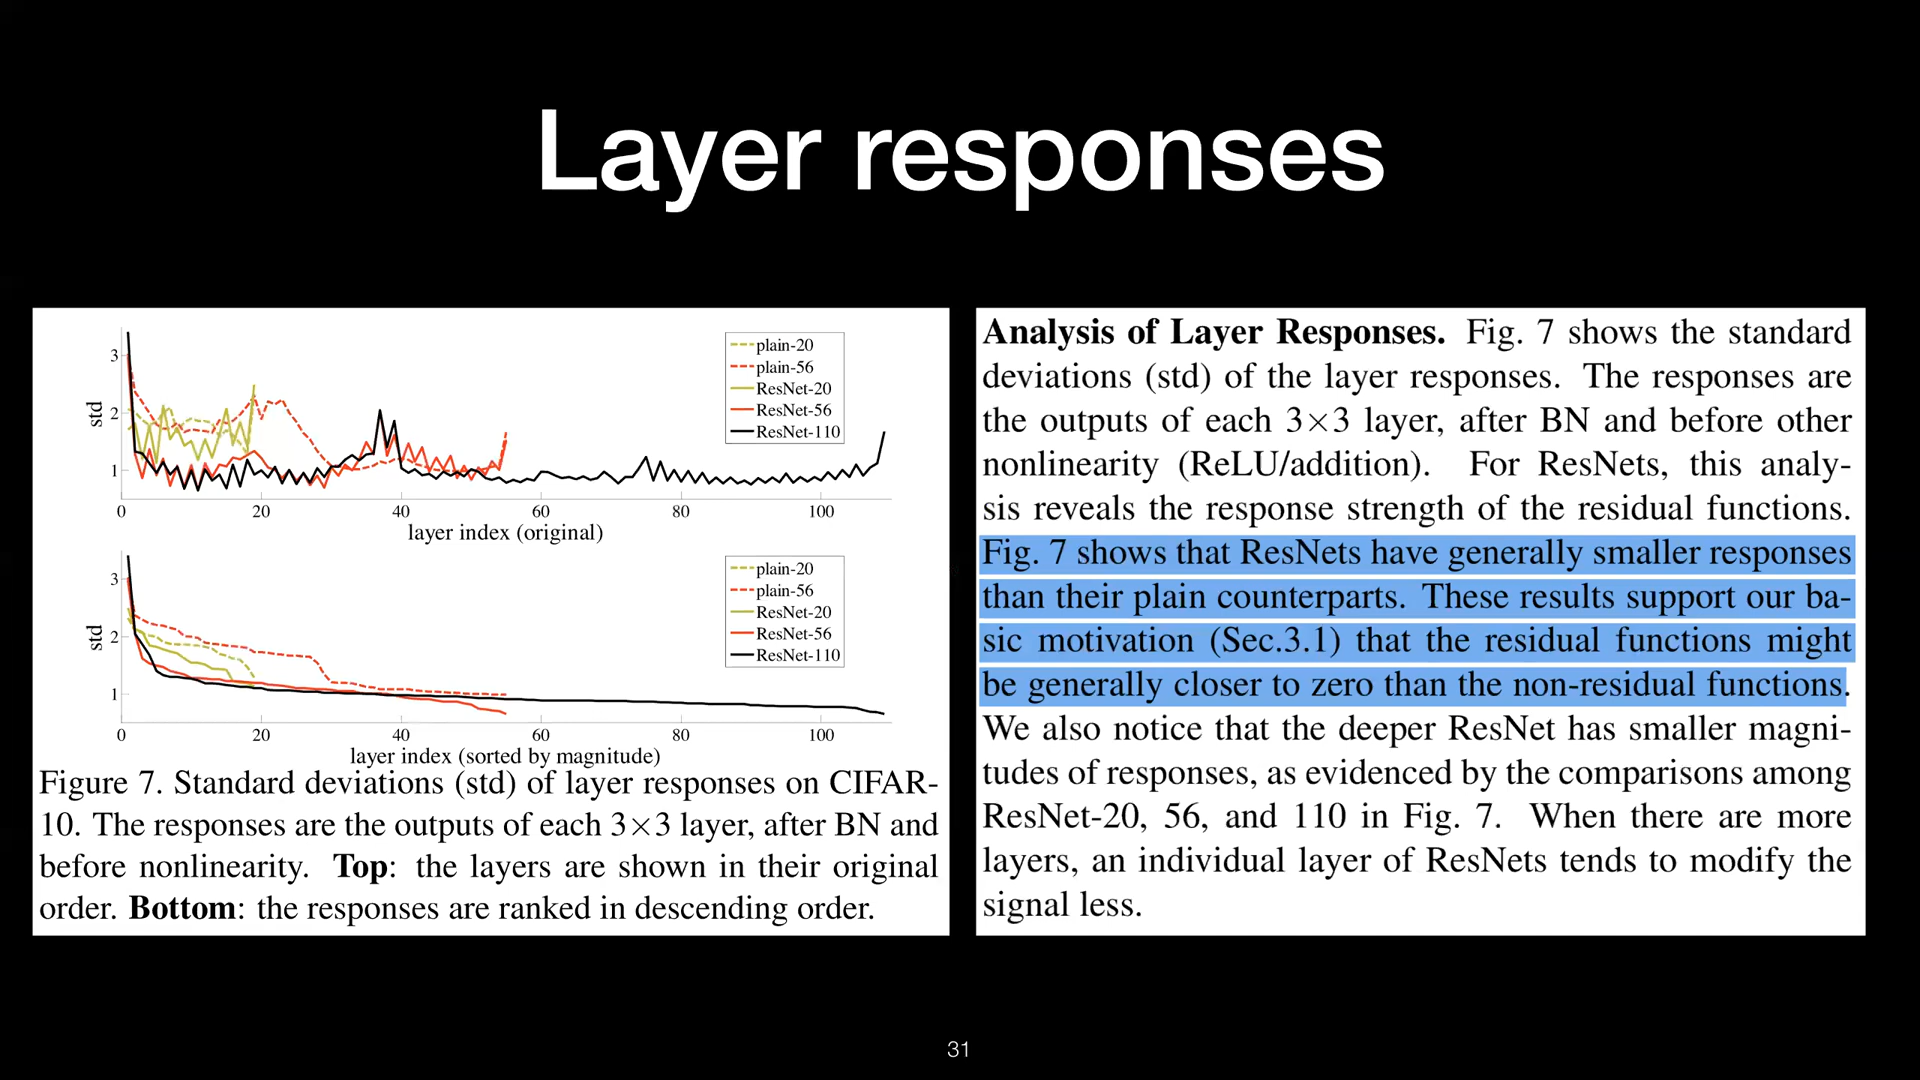 Layer responses
3
2
1
std
plain-20
plain-56
ResNet-20
ResNet-56
ResNet-110
0 20 40 60 80 100
layer index (original)
3
2
1
std
plain-20
plain-56
ResNet-20
ResNet-56
ResNet-110
0 20 40 60 80 100
layer index (sorted by magnitude)
Figure 7. Standard deviations (std) of layer responses on CIFAR-
10. The responses are the outputs of each 3×3 layer, after BN and
before nonlinearity. Top: the layers are shown in their original
order. Bottom: the responses are ranked in descending order.
Analysis of Layer Responses. Fig. 7 shows the standard
deviations (std) of the layer responses. The responses are
the outputs of each 3×3 layer, after BN and before other
nonlinearity (ReLU/addition). For ResNets, this analy-
sis reveals the response strength of the residual functions.
Fig. 7 shows that ResNets have generally smaller responses
than their plain counterparts. These results support our ba-
sic motivation (Sec.3.1) that the residual functions might
be generally closer to zero than the non-residual functions.
We also notice that the deeper ResNet has smaller magni-
tudes of responses, as evidenced by the comparisons among
ResNet-20, 56, and 110 in Fig. 7. When there are more
layers, an individual layer of ResNets tends to modify the
signal less.
31